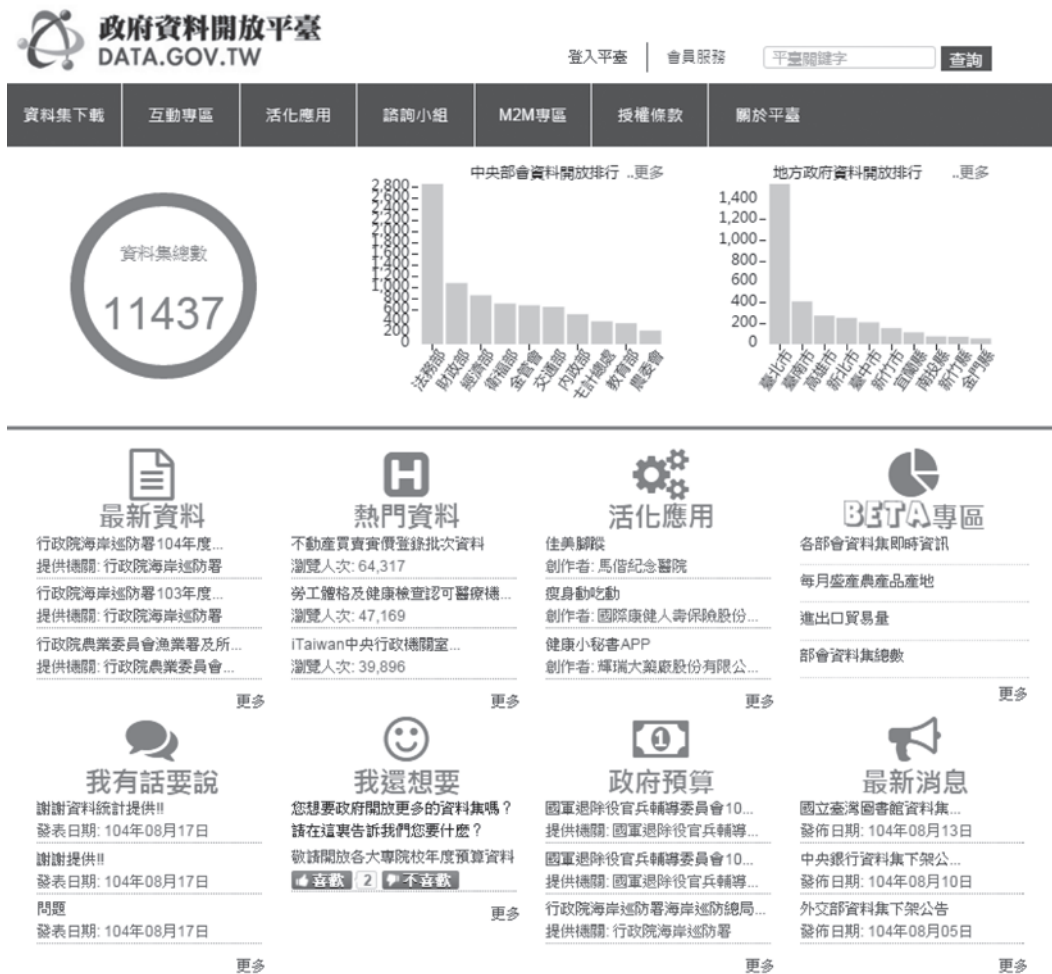 政府資料開放平臺
DATA.GOV.TW
登入平臺
會員服務
平臺關鍵字
查詢
資料集下載
互動專區
活化應用
諮詢小組
M2M專區
授權條款
關於平臺
資料集總數
11437
中央部會資料開放排行 ..更多
2,800
800
600
400
200
0
法務部
財政部
經濟部
衛福部
金管會
交通部
內政部
主計總處
教育部
農委會
地方政府資料開放排行 ..更多
1,400
1,200
1,000
800
600
400
200
0
臺北市
臺南市
高雄市
新北市
臺中市
新竹市
宜蘭縣
南投縣
新竹縣
金門縣
最新資料
行政院海岸巡防署104年度...
提供機關: 行政院海岸巡防署
行政院海岸巡防署103年度...
提供機關: 行政院海岸巡防署
行政院農業委員會漁業署及所...
提供機關: 行政院農業委員會...
更多
H
熱門資料
不動產買賣實價登錄批次資料
瀏覽人次: 64,317
勞工體格及健康檢查認可醫療機...
瀏覽人次: 47,169
iTaiwan中央行政機關室...
瀏覽人次: 39,896
更多
活化應用
佳美腳蹤
創作者: 馬偕紀念醫院
瘦身動吃動
創作者: 國際康健人壽保險股份...
健康小秘書APP
創作者: 輝瑞大藥廠股份有限公...
更多
BETA專區
各部會資料集即時資訊
每月盛產農產品產地
進出口貿易量
部會資料集總數
更多
我有話要說
謝謝資料統計提供!!
發表日期: 104年08月17日
謝謝提供!!
發表日期: 104年08月17日
問題
發表日期: 104年08月17日
更多
我還想要
您想要政府開放更多的資料集嗎？
請在這裏告訴我們您要什麼？
敬請開放各大專院校年度預算資料
喜歡 2 不喜歡
更多
1
政府預算
國軍退除役官兵輔導委員會10...
提供機關: 國軍退除役官兵輔導...
國軍退除役官兵輔導委員會10...
提供機關: 國軍退除役官兵輔導...
行政院海岸巡防署海岸巡防總局...
提供機關: 行政院海岸巡防署
更多
最新消息
國立臺灣圖書館資料集...
發佈日期: 104年08月13日
中央銀行資料集下架公...
發佈日期: 104年08月10日
外交部資料集下架公告
發佈日期: 104年08月05日
更多